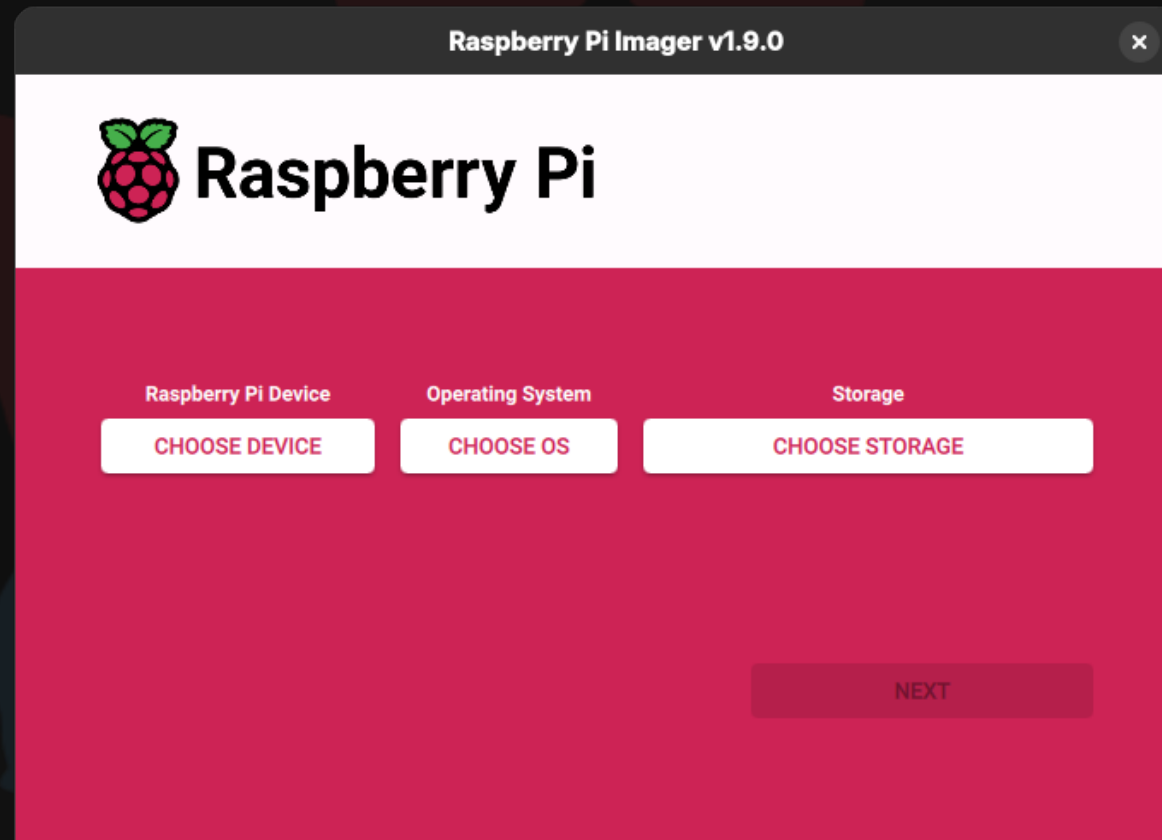 Raspberry Pi Imager v1.9.0
Raspberry Pi
Raspberry Pi Device
Operating System
Storage
CHOOSE DEVICE
CHOOSE OS
CHOOSE STORAGE
NEXT